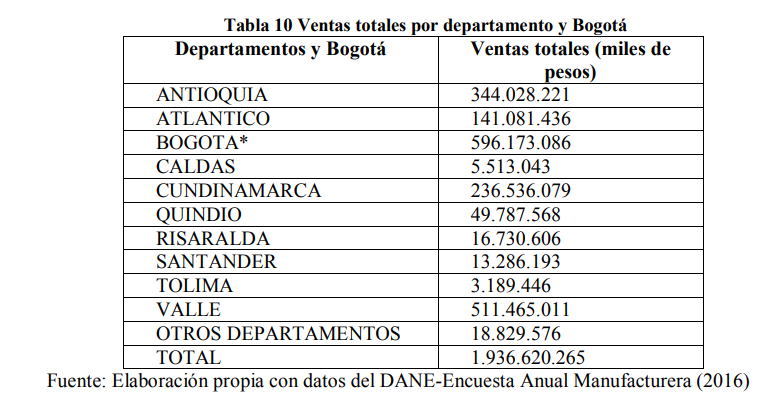 Tabla 10 Ventas totales por departamento y Bogotá
Departamentos y Bogotá Ventas totales (miles de
pesos)
ANTIOQUIA 344.028.221
ATLANTICO 141.081.436
BOGOTA* 596.173.086
CALDAS 5.513.043
CUNDINAMARCA 236.536.079
QUINDIO 49.787.568
RISARALDA 16.730.606
SANTANDER 13.286.193
TOLIMA 3.189.446
VALLE 511.465.011
OTROS DEPARTAMENTOS 18.829.576
TOTAL 1.936.620.265
Fuente: Elaboración propia con datos del DANE-Encuesta Anual Manufacturera (2016)